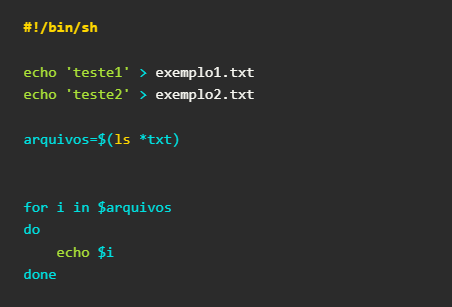 #!/bin/sh
echo 'teste1' > exemplo1.txt
echo 'teste2' > exemplo2.txt
arquivos=$(ls *txt)
for i in $arquivos
do
    echo $i
done